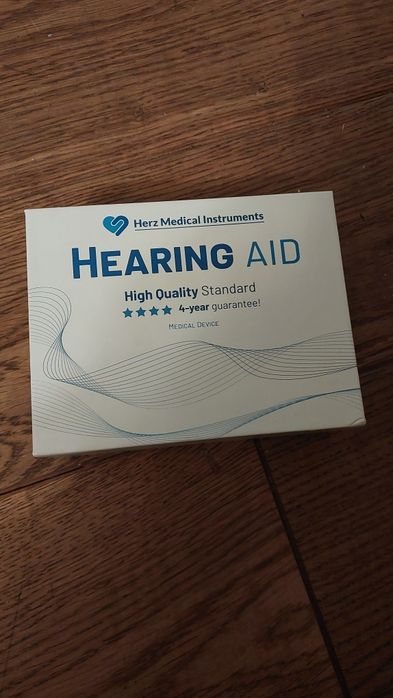 Herz Medical Instruments
HEARING AID
High Quality Standard
4-year guarantee!
MEDICAL DEVICE